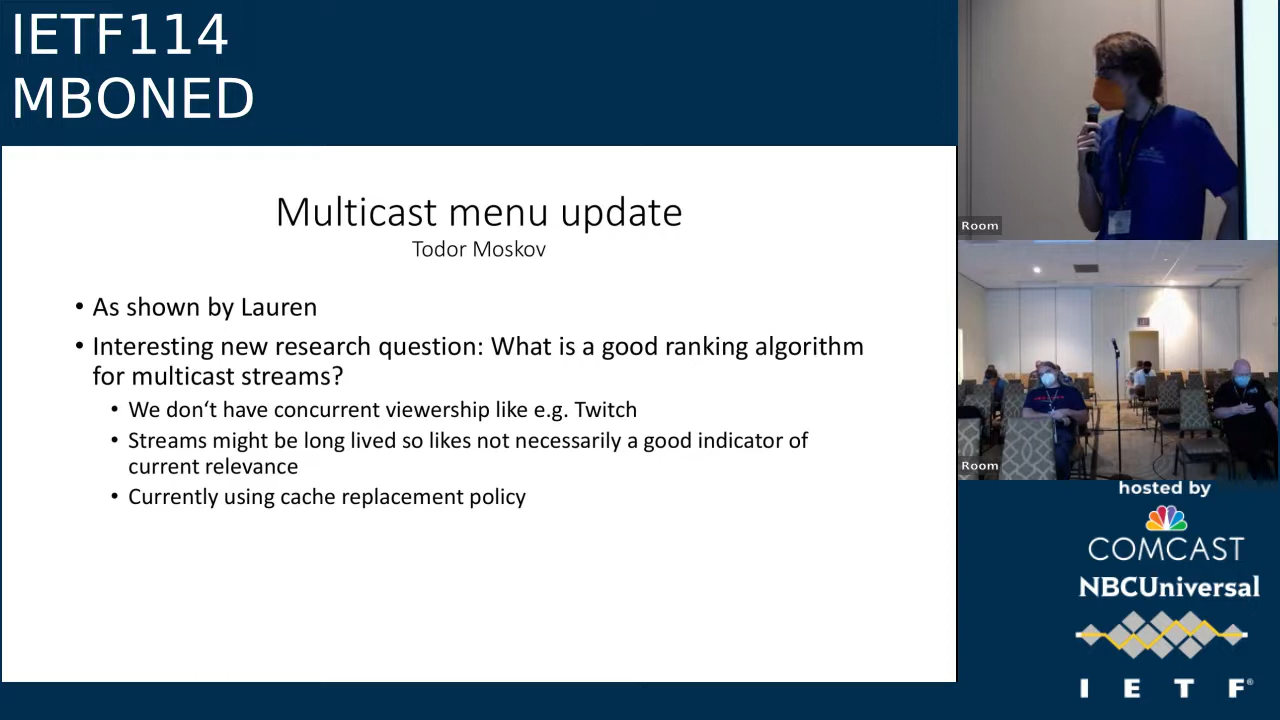 IETF114
MBONED
Multicast menu update
Todor Moskov
• As shown by Lauren
• Interesting new research question: What is a good ranking algorithm
for multicast streams?
• We don‘t have concurrent viewership like e.g. Twitch
• Streams might be long lived so likes not necessarily a good indicator of
current relevance
• Currently using cache replacement policy
Room
Room
hosted by
COMCAST
NBCUniversal
I E T F®